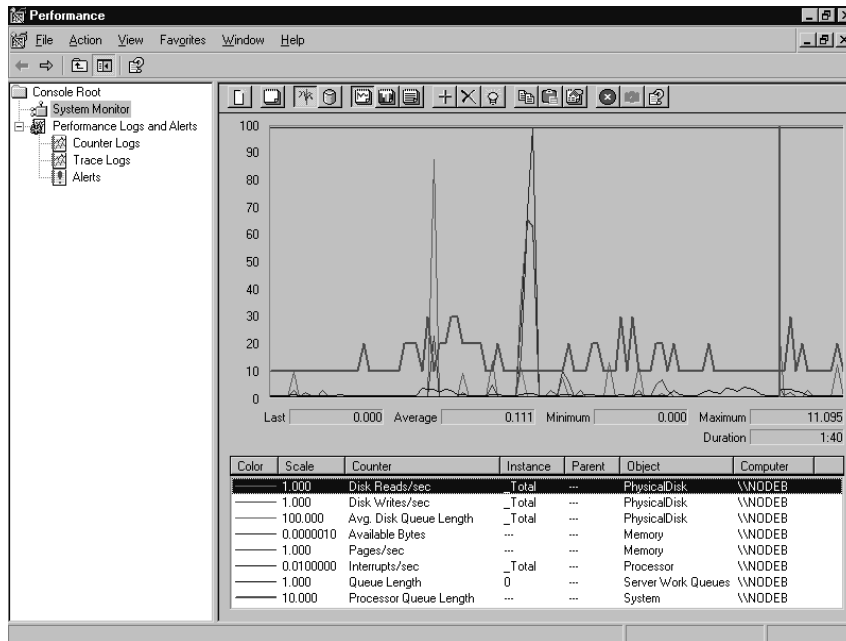 Performance
File Action View Favorites Window Help
Console Root
System Monitor
Performance Logs and Alerts
Counter Logs
Trace Logs
Alerts
100
90
80
70
60
50
40
30
20
10
0
Last 0.000 Average 0.111 Minimum 0.000 Maximum 11.095
Duration 1:40
Color Scale Counter Instance Parent Object Computer
1.000 Disk Reads/sec _Total --- PhysicalDisk \\NODEB
1.000 Disk Writes/sec _Total --- PhysicalDisk \\NODEB
100.000 Avg. Disk Queue Length _Total --- PhysicalDisk \\NODEB
0.0000010 Available Bytes --- --- Memory \\NODEB
1.000 Pages/sec --- --- Memory \\NODEB
0.0100000 Interrupts/sec _Total --- Processor \\NODEB
1.000 Queue Length 0 --- Server Work Queues \\NODEB
10.000 Processor Queue Length --- --- System \\NODEB